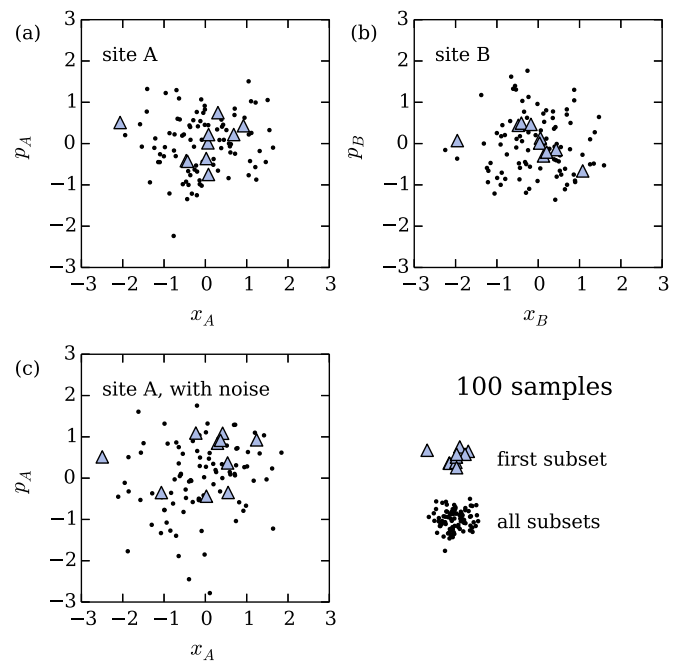 (a)
site A
3
2
1
0
−1
−2
−3
p_A
−3 −2 −1 0 1 2 3
x_A
(b)
site B
3
2
1
0
−1
−2
−3
p_B
−3 −2 −1 0 1 2 3
x_B
(c)
site A, with noise
3
2
1
0
−1
−2
−3
p_A
−3 −2 −1 0 1 2 3
x_A
100 samples
first subset
all subsets